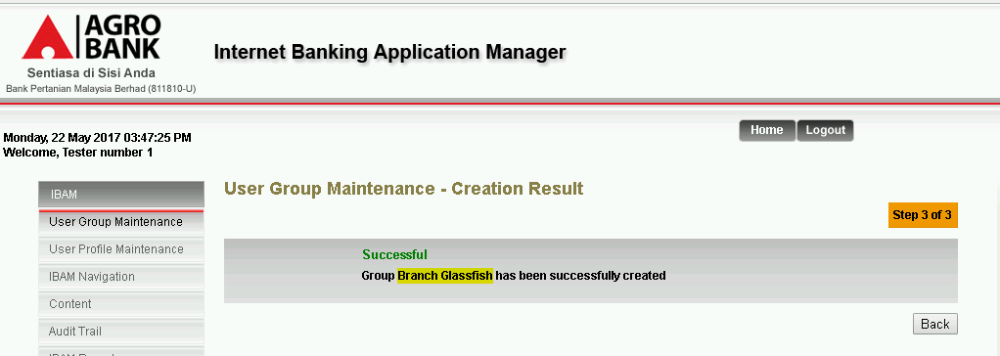 AGRO
BANK
Sentiasa di Sisi Anda
Bank Pertanian Malaysia Berhad (811810-U)
Internet Banking Application Manager
Monday, 22 May 2017 03:47:25 PM
Welcome, Tester number 1
Home Logout
IBAM
User Group Maintenance
User Profile Maintenance
IBAM Navigation
Content
Audit Trail
User Group Maintenance - Creation Result
Step 3 of 3
Successful
Group Branch Glassfish has been successfully created
Back